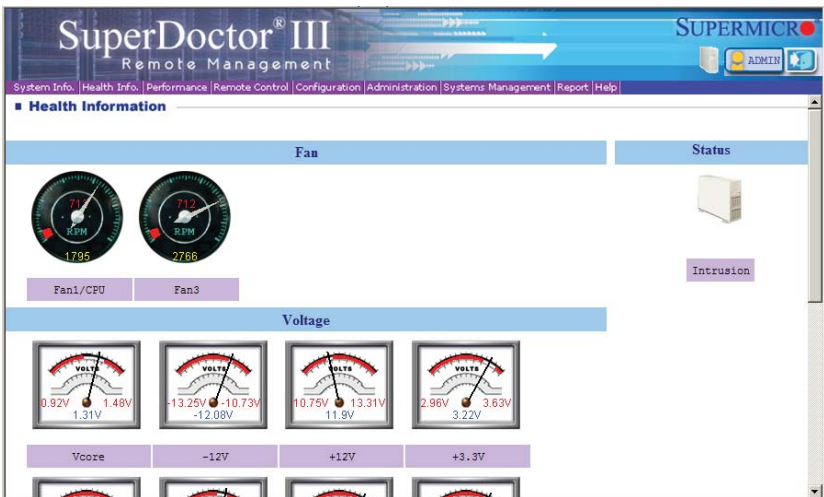 SuperDoctor® III
Remote Management
SUPERMICRO®
ADMIN
System Info. | Health Info. | Performance | Remote Control | Configuration | Administration | Systems Management | Report | Help
Health Information
Fan
Status
712 712
RPM RPM
1795 2766
Fan1/CPU Fan3
Intrusion
Voltage
VOLTS VOLTS VOLTS VOLTS
0.92V 1.48V -13.25V -10.73V 10.75V 13.31V 2.96V 3.63V
1.31V -12.08V 11.9V 3.22V
Vcore -12V +12V +3.3V